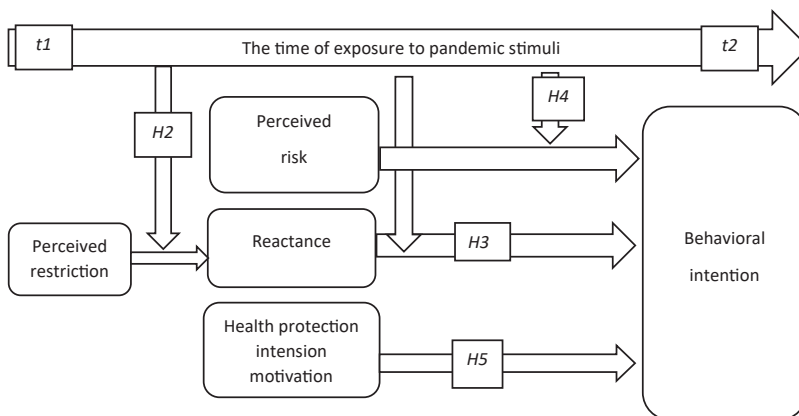 t1
The time of exposure to pandemic stimuli
t2
H2
H4
Perceived
risk
Perceived
restriction
Reactance
H3
Behavioral
intention
Health protection
intension
motivation
H5